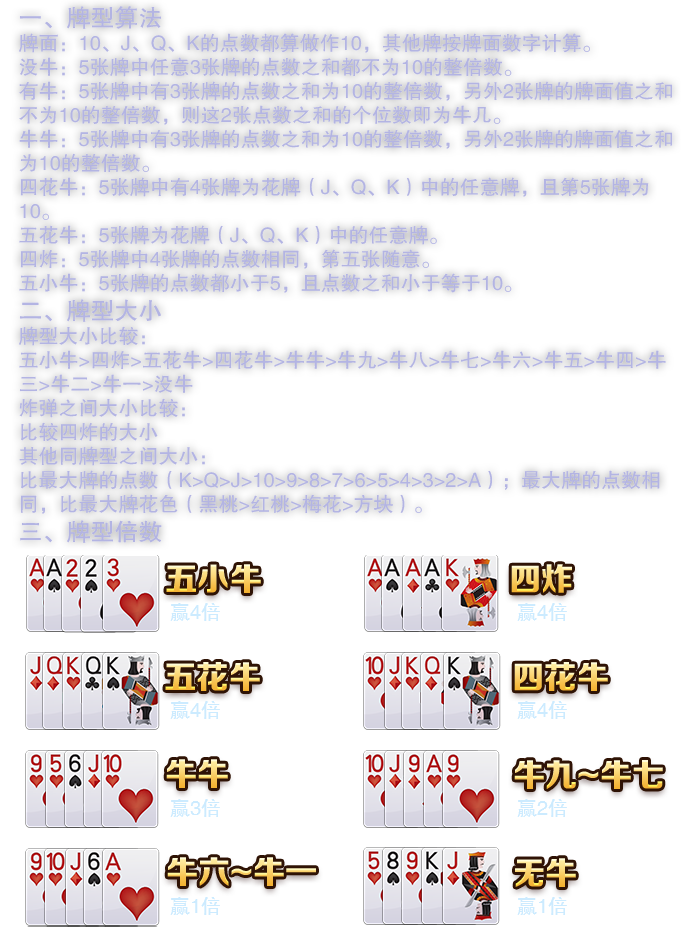 一、牌型算法
牌面：10、J、Q、K的点数都算做作10，其他牌按牌面数字计算。
没牛：5张牌中任意3张牌的点数之和都不为10的整倍数。
有牛：5张牌中有3张牌的点数之和为10的整倍数，另外2张牌的牌面值之和
不为10的整倍数，则这2张点数之和的个位数即为牛几。
牛牛：5张牌中有3张牌的点数之和为10的整倍数，另外2张牌的牌面值之和
为10的整倍数。
四花牛：5张牌中有4张牌为花牌（J、Q、K）中的任意牌，且第5张牌为
10。
五花牛：5张牌为花牌（J、Q、K）中的任意牌。
四炸：5张牌中4张牌的点数相同，第五张随意。
五小牛：5张牌的点数都小于5，且点数之和小于等于10。
二、牌型大小
牌型大小比较：
五小牛>四炸>五花牛>四花牛>牛牛>牛九>牛八>牛七>牛六>牛五>牛四>牛
三>牛二>牛一>没牛
炸弹之间大小比较：
比较四炸的大小
其他同牌型之间大小：
比最大牌的点数（K>Q>J>10>9>8>7>6>5>4>3>2>A）；最大牌的点数相
同，比最大牌花色（黑桃>红桃>梅花>方块）。
三、牌型倍数
A A 2 2 3 五小牛
赢4倍
A A A A K 四炸
赢4倍
J Q K Q K 五花牛
赢4倍
10 J K Q K 四花牛
赢4倍
9 5 6 J 10 牛牛
赢3倍
10 J 9 A 9 牛九~牛七
赢2倍
9 10 J 6 A 牛六~牛一
赢1倍
5 8 9 K J 无牛
赢1倍